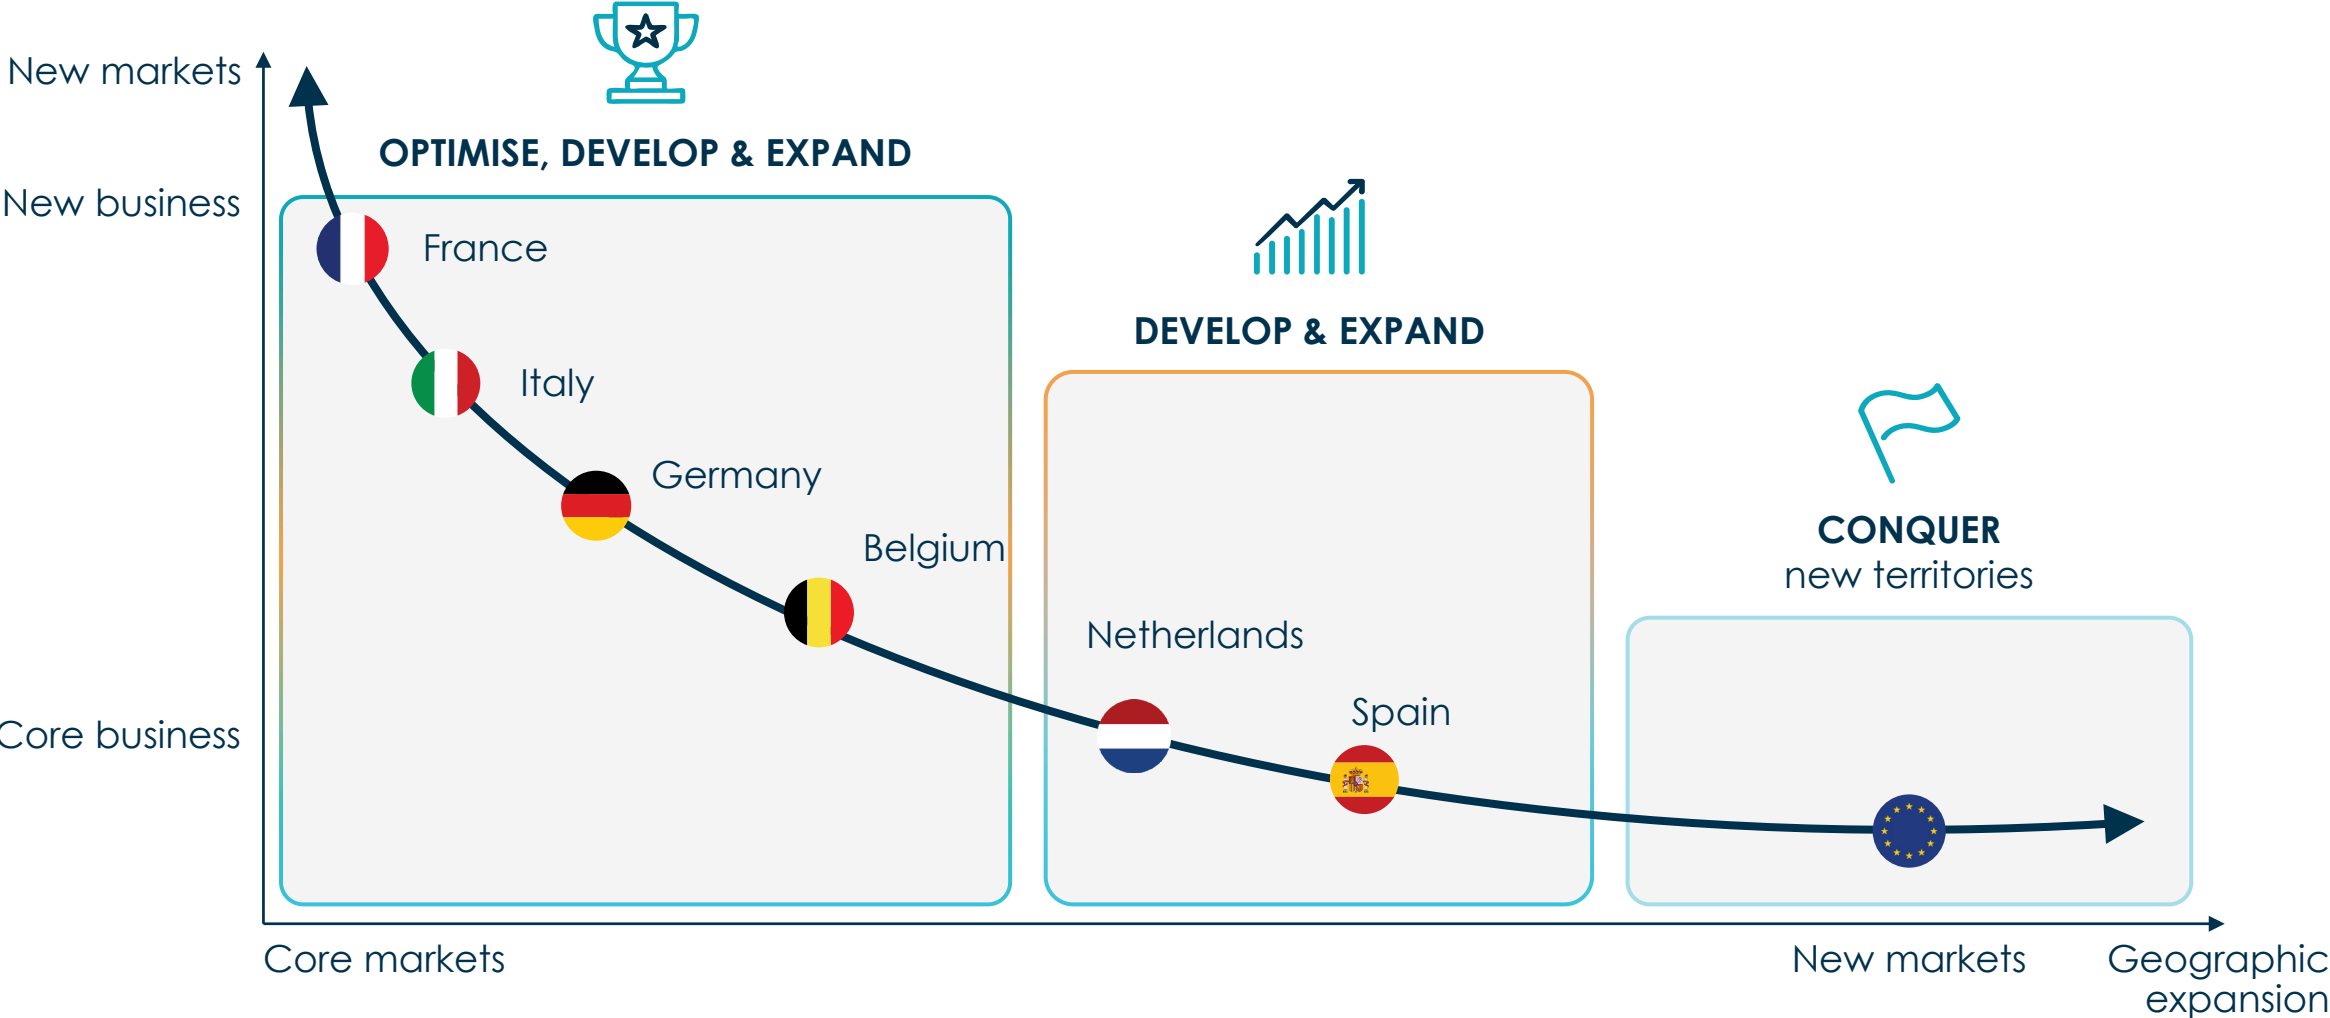 New markets
OPTIMISE, DEVELOP & EXPAND
New business
France
DEVELOP & EXPAND
Italy
Germany
CONQUER
new territories
Belgium
Netherlands
Spain
Core business
Core markets
New markets
Geographic
expansion